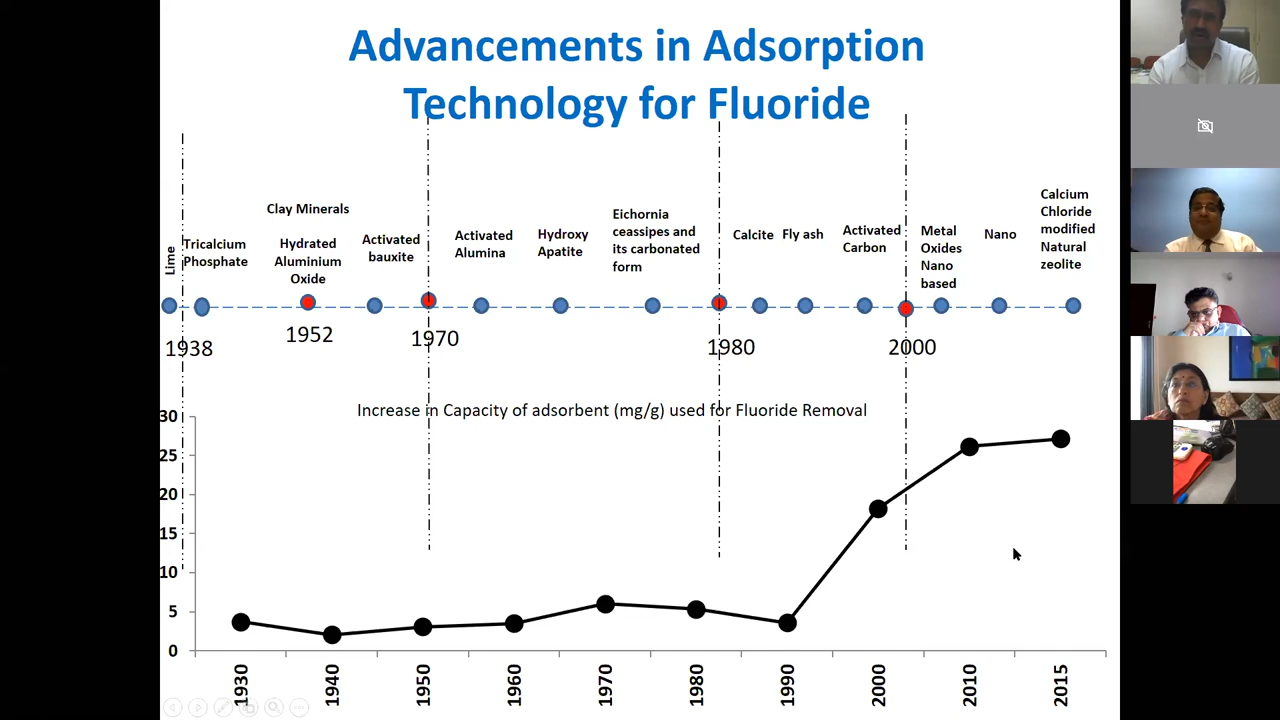 Advancements in Adsorption
Technology for Fluoride
Lime
Tricalcium
Phosphate
Clay Minerals
Hydrated
Aluminium
Oxide
Activated
bauxite
Activated
Alumina
Hydroxy
Apatite
Eichornia
ceassipes and
its carbonated
form
Calcite
Fly ash
Activated
Carbon
Metal
Oxides
Nano
based
Nano
Calcium
Chloride
modified
Natural
zeolite
1938
1952
1970
1980
2000
Increase in Capacity of adsorbent (mg/g) used for Fluoride Removal
30
25
20
15
10
5
0
1930
1940
1950
1960
1970
1980
1990
2000
2010
2015